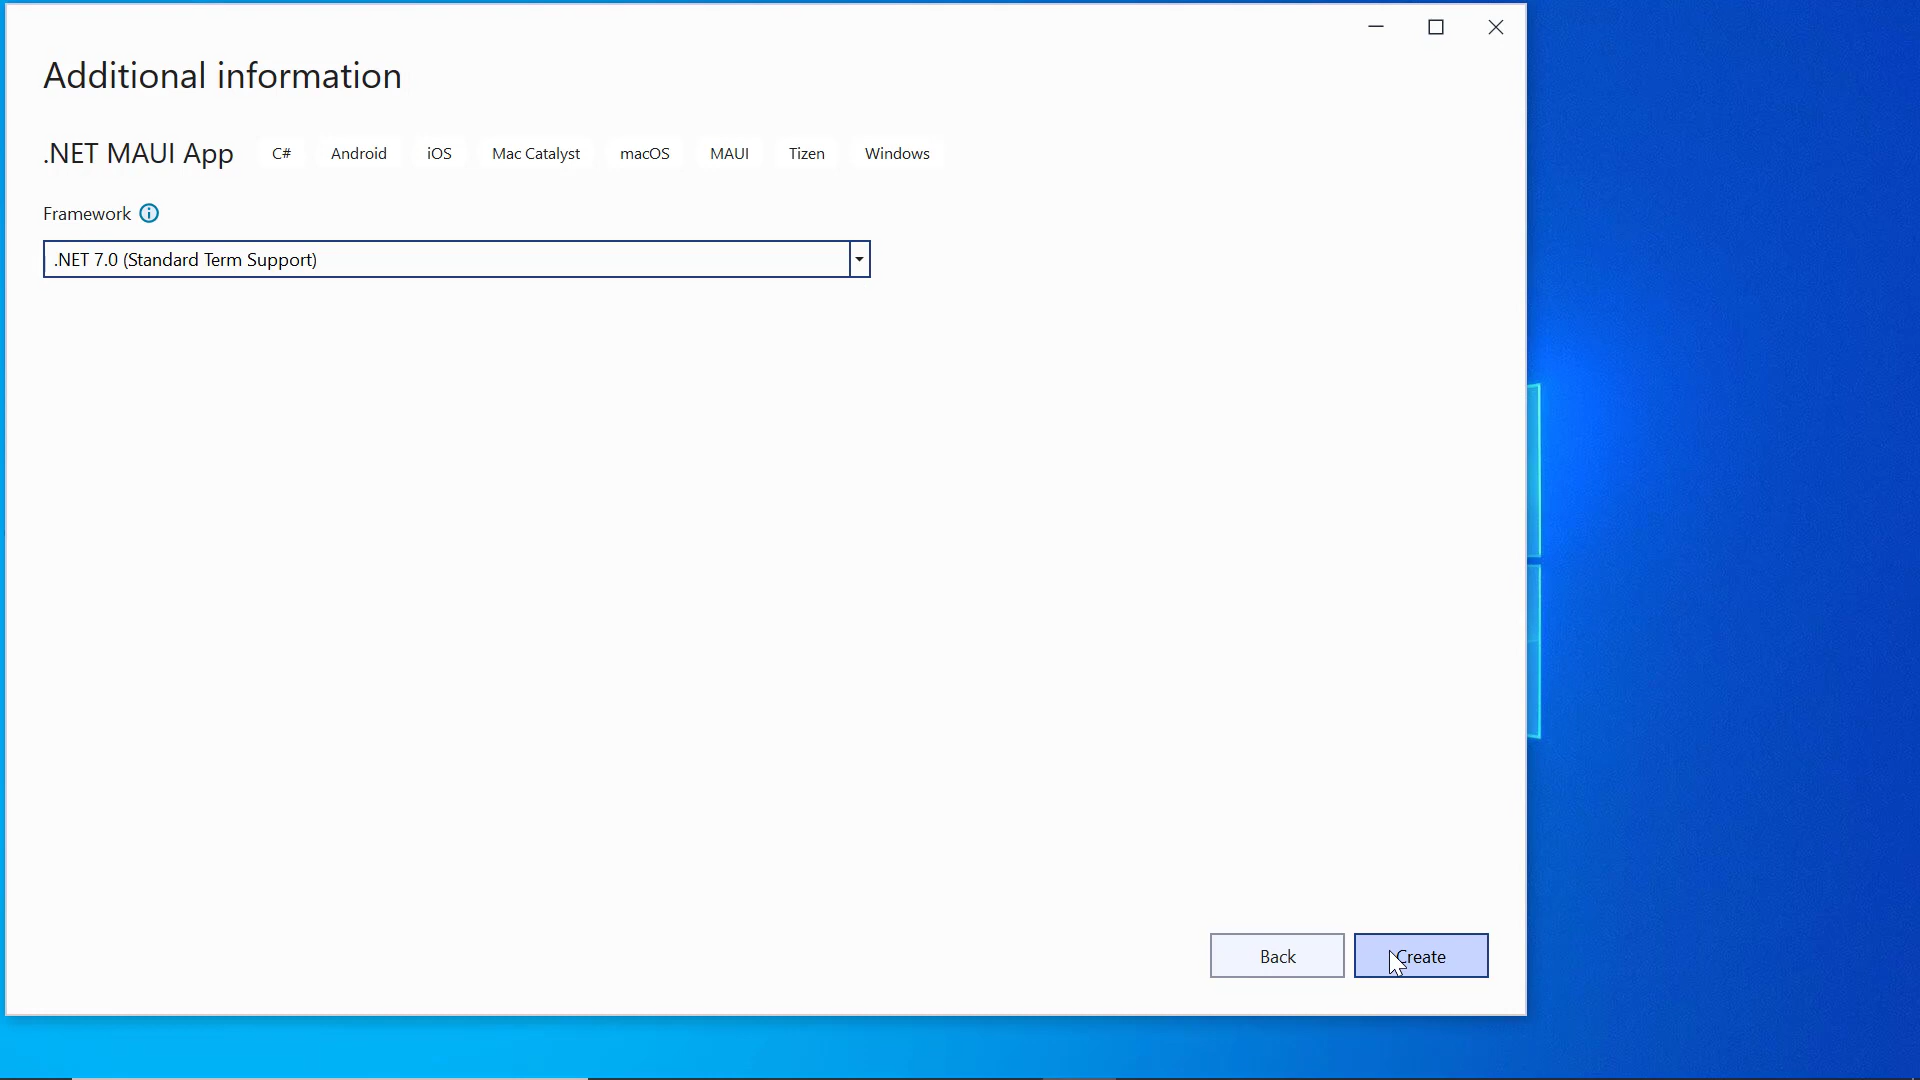 Additional information
.NET MAUI App C# Android iOS Mac Catalyst macOS MAUI Tizen Windows
Framework
.NET 7.0 (Standard Term Support)
Back Create